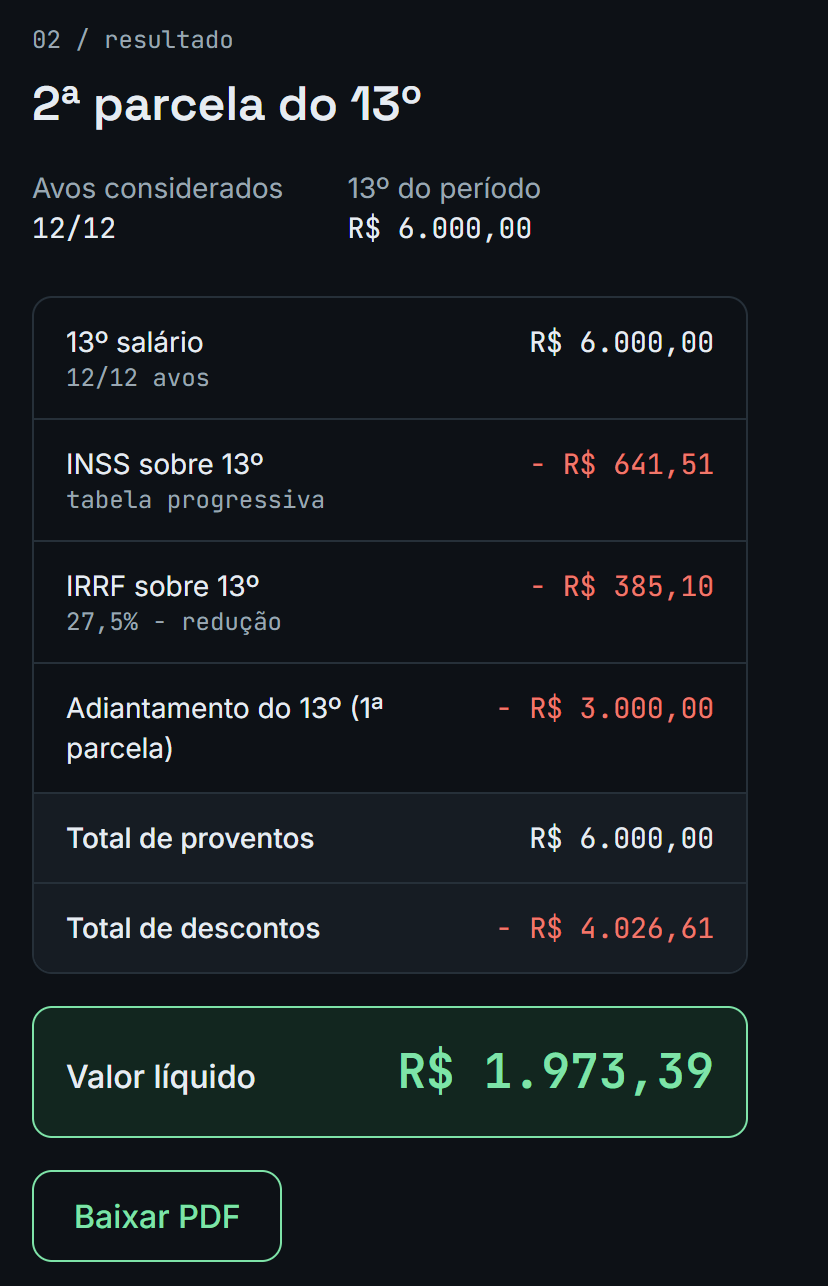 02 / resultado
2ª parcela do 13º
Avos considerados
13º do período
12/12
R$ 6.000,00
13º salário
R$ 6.000,00
12/12 avos
INSS sobre 13º
- R$ 641,51
tabela progressiva
IRRF sobre 13º
- R$ 385,10
27,5% - redução
Adiantamento do 13º (1ª
parcela)
- R$ 3.000,00
Total de proventos
R$ 6.000,00
Total de descontos
- R$ 4.026,61
Valor líquido
R$ 1.973,39
Baixar PDF